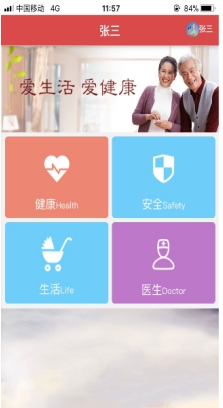 中国移动 4G 11:57 84%
张三 张三
爱生活 爱健康
健康Health 安全Safety
生活Life 医生Doctor